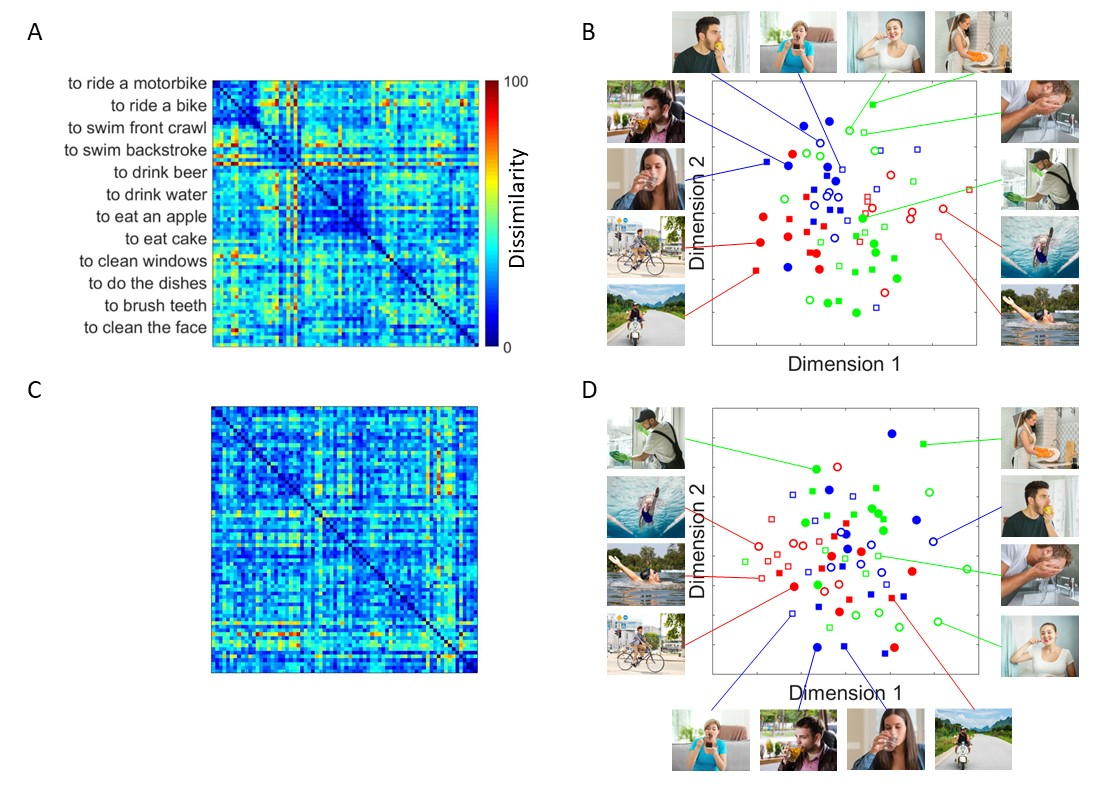 A
to ride a motorbike
to ride a bike
to swim front crawl
to swim backstroke
to drink beer
to drink water
to eat an apple
to eat cake
to clean windows
to do the dishes
to brush teeth
to clean the face
100
Dissimilarity
0
B
Dimension 2
Dimension 1
C
D
Dimension 2
Dimension 1